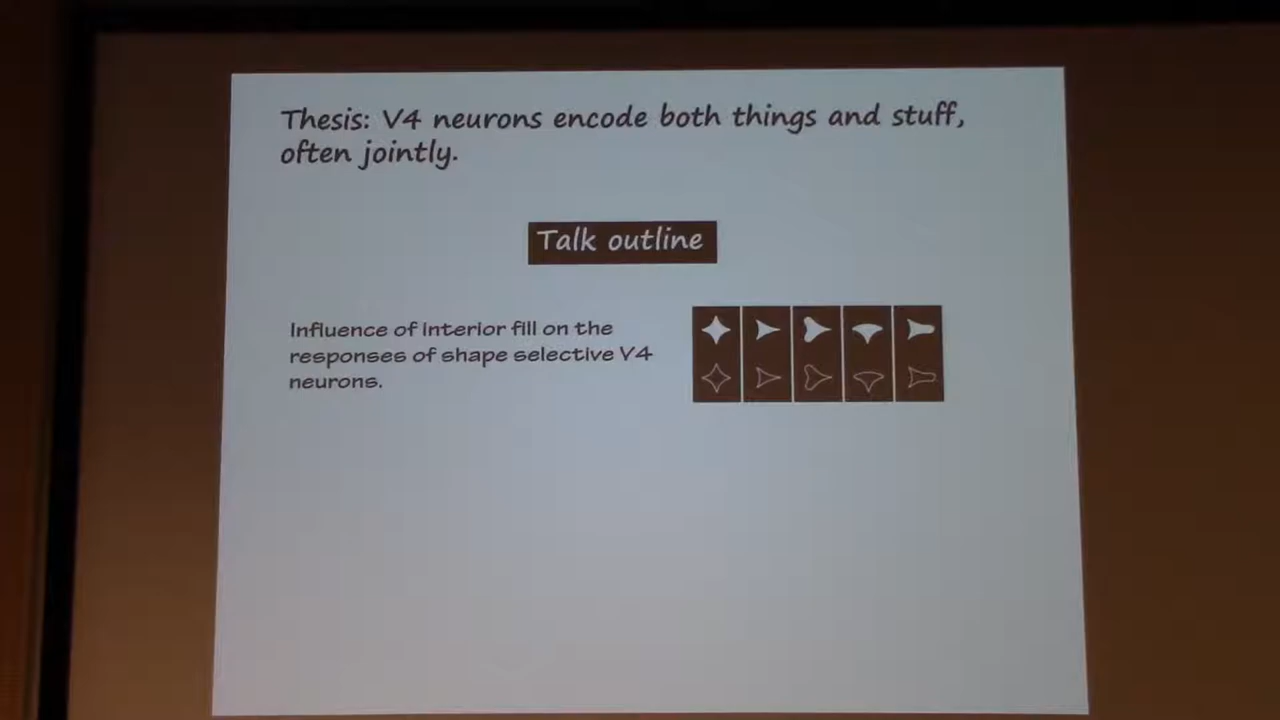 Thesis: V4 neurons encode both things and stuff,
often jointly.
Talk outline
Influence of interior fill on the
responses of shape selective V4
neurons.